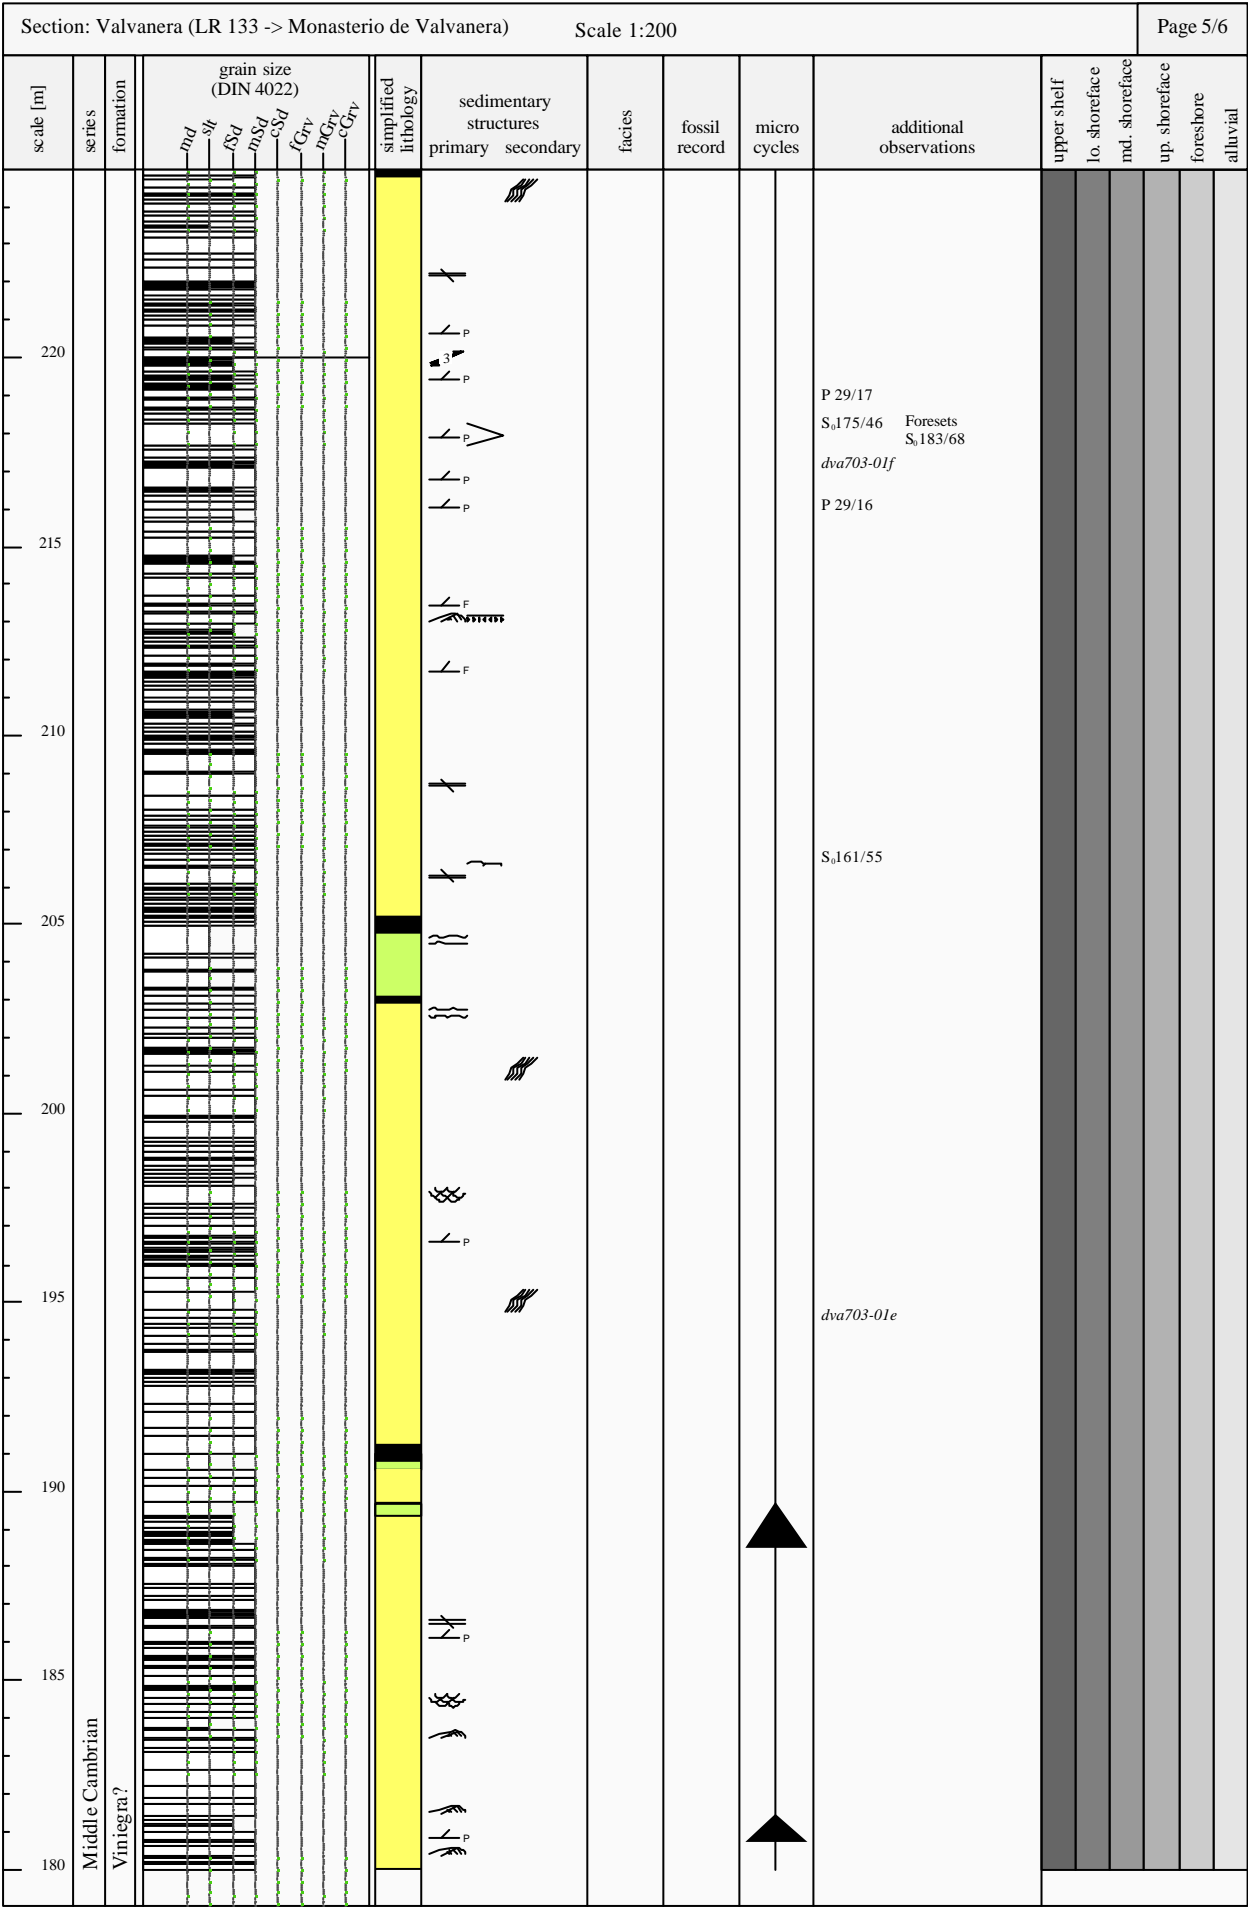 Section: Valvanera (LR 133 -> Monasterio de Valvanera)
Scale 1:200
Page 5/6
scale [m]
series
formation
grain size
(DIN 4022)
md
slt
fSd
mSd
cSd
fGrv
mGrv
cGrv
simplified
lithology
sedimentary
structures
primary secondary
facies
fossil
record
micro
cycles
additional
observations
upper shelf
lo. shoreface
md. shoreface
up. shoreface
foreshore
alluvial
P
220
3
P
P 29/17
S₀175/46 Foresets
P
S₀183/68
dva703-01f
P
P 29/16
P
215
F
F
210
S₀161/55
205
200
P
195
dva703-01e
190
P
185
P
180
Middle Cambrian
Viniegra?